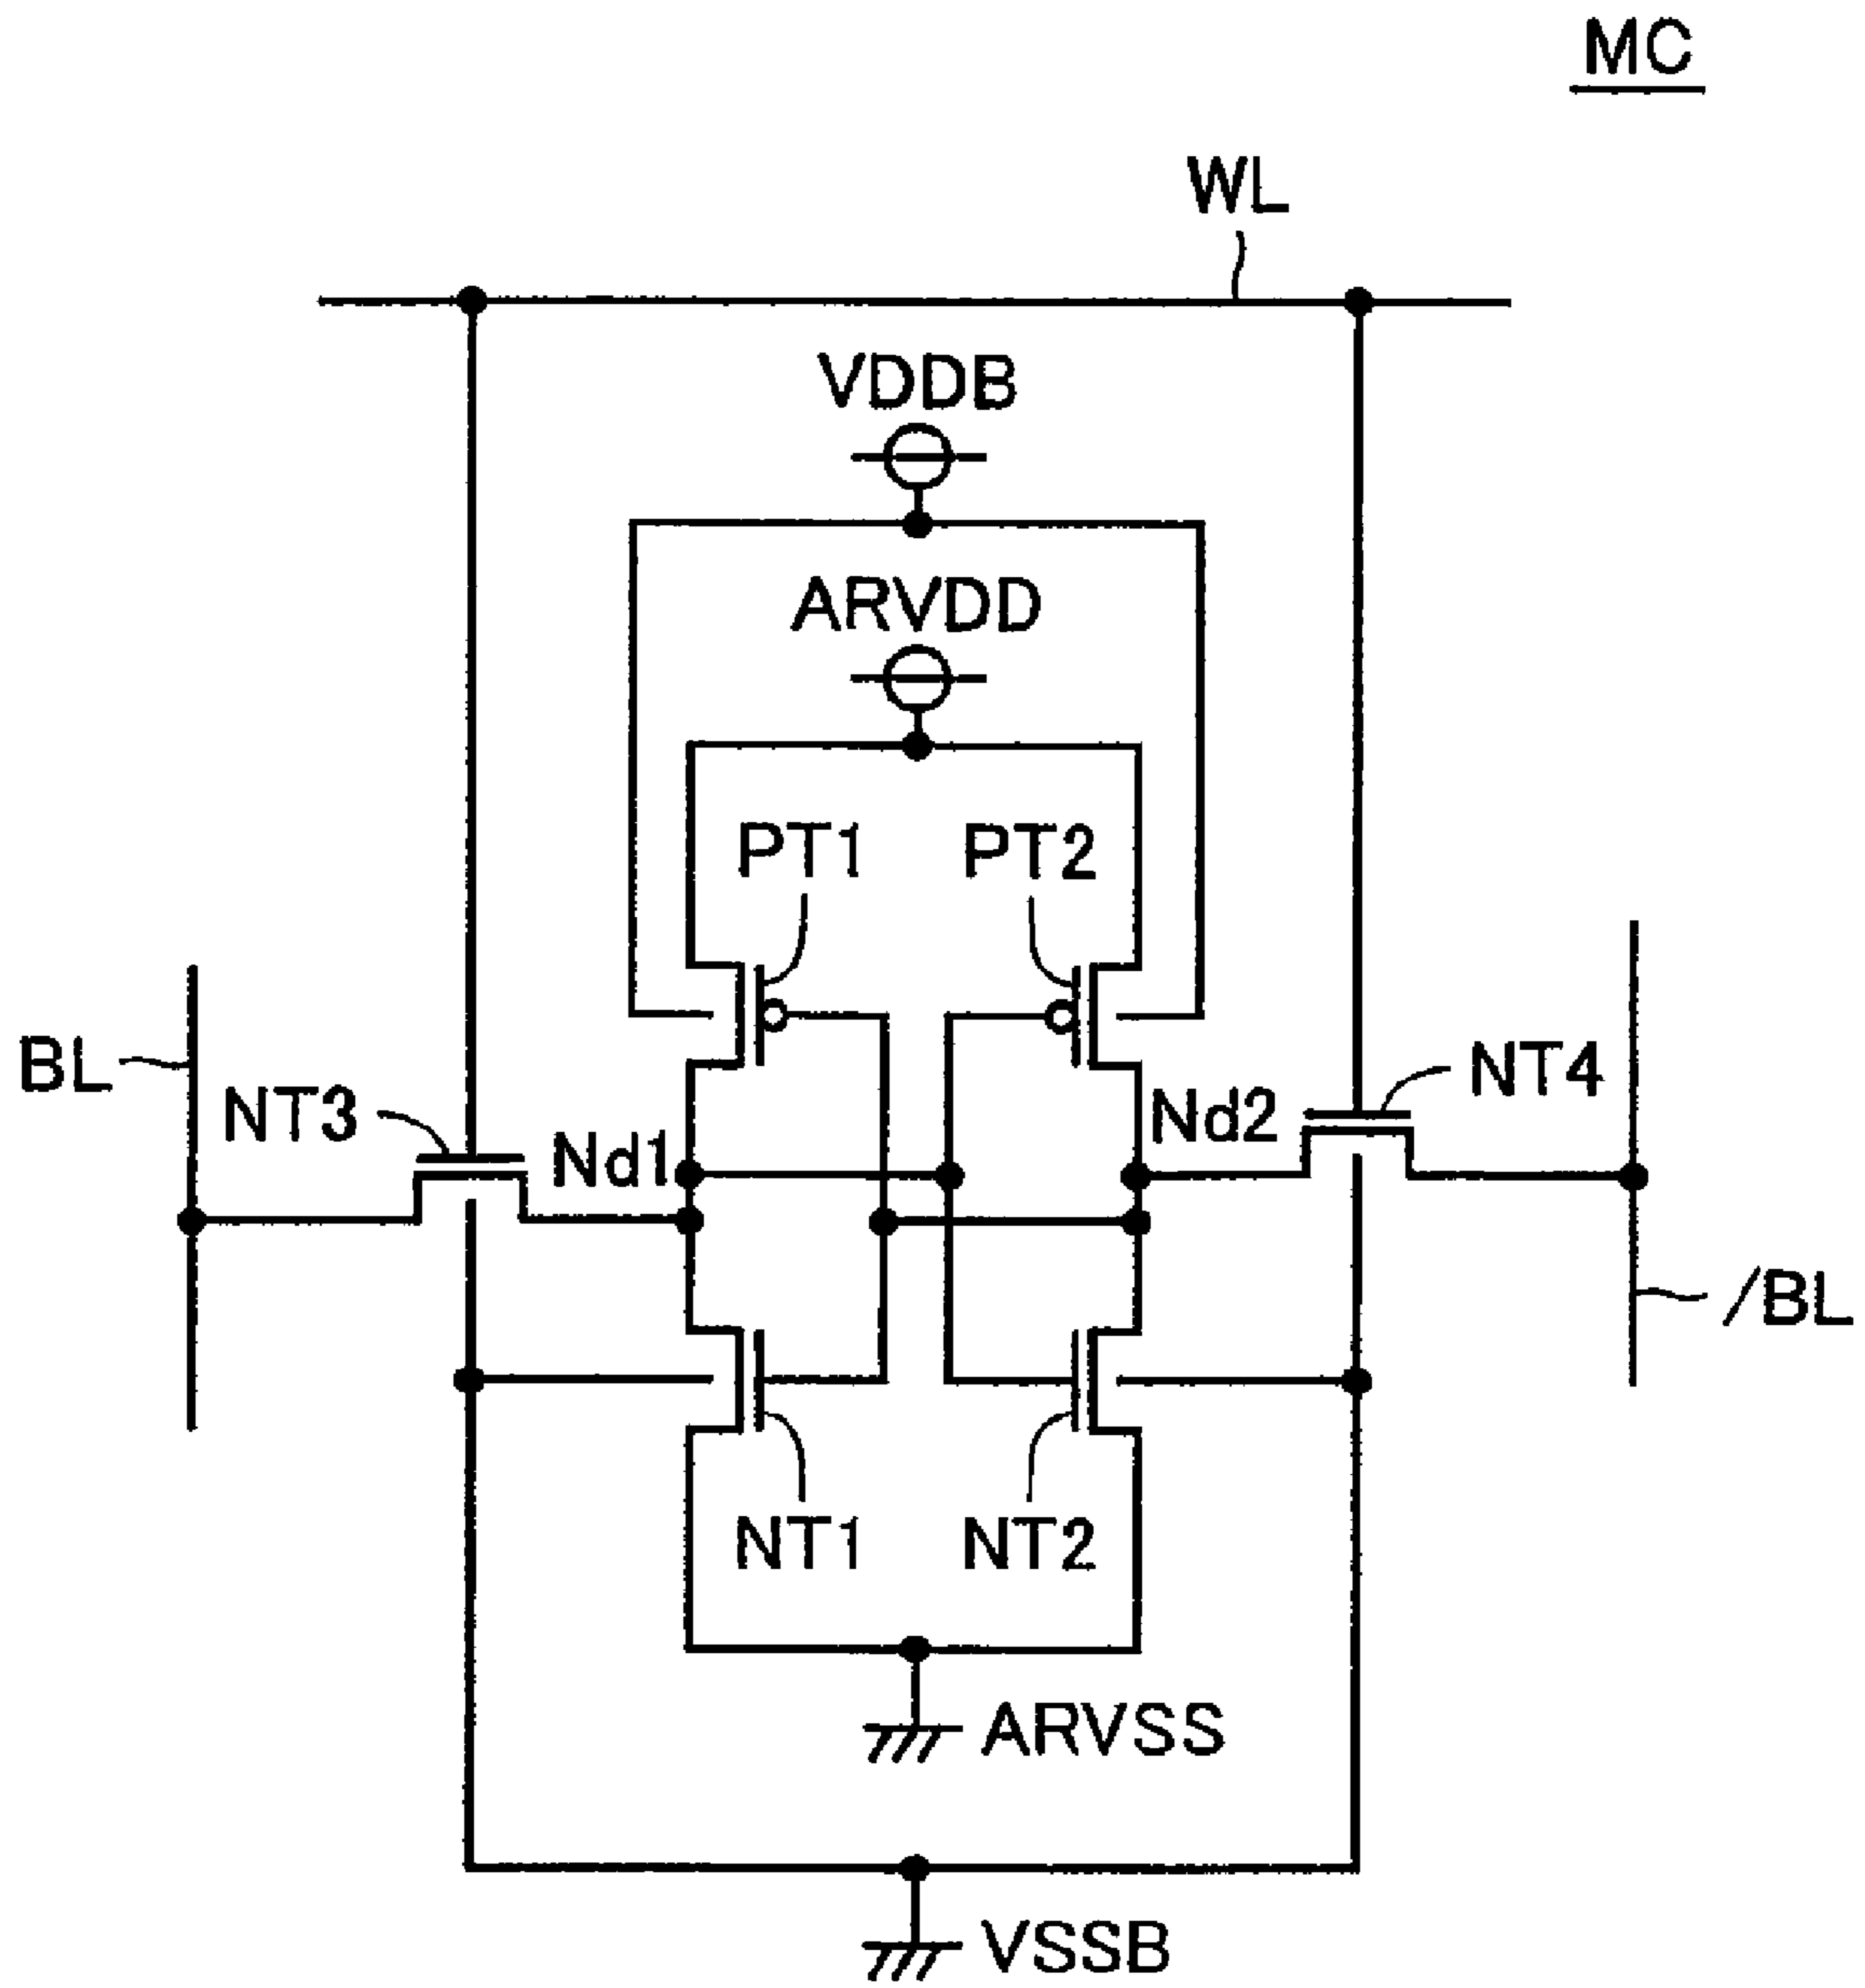 MC
WL
VDDB
ARVDD
PT1
PT2
BL
NT3
Nd1
Nd2
NT4
/BL
NT1
NT2
ARVSS
VSSB